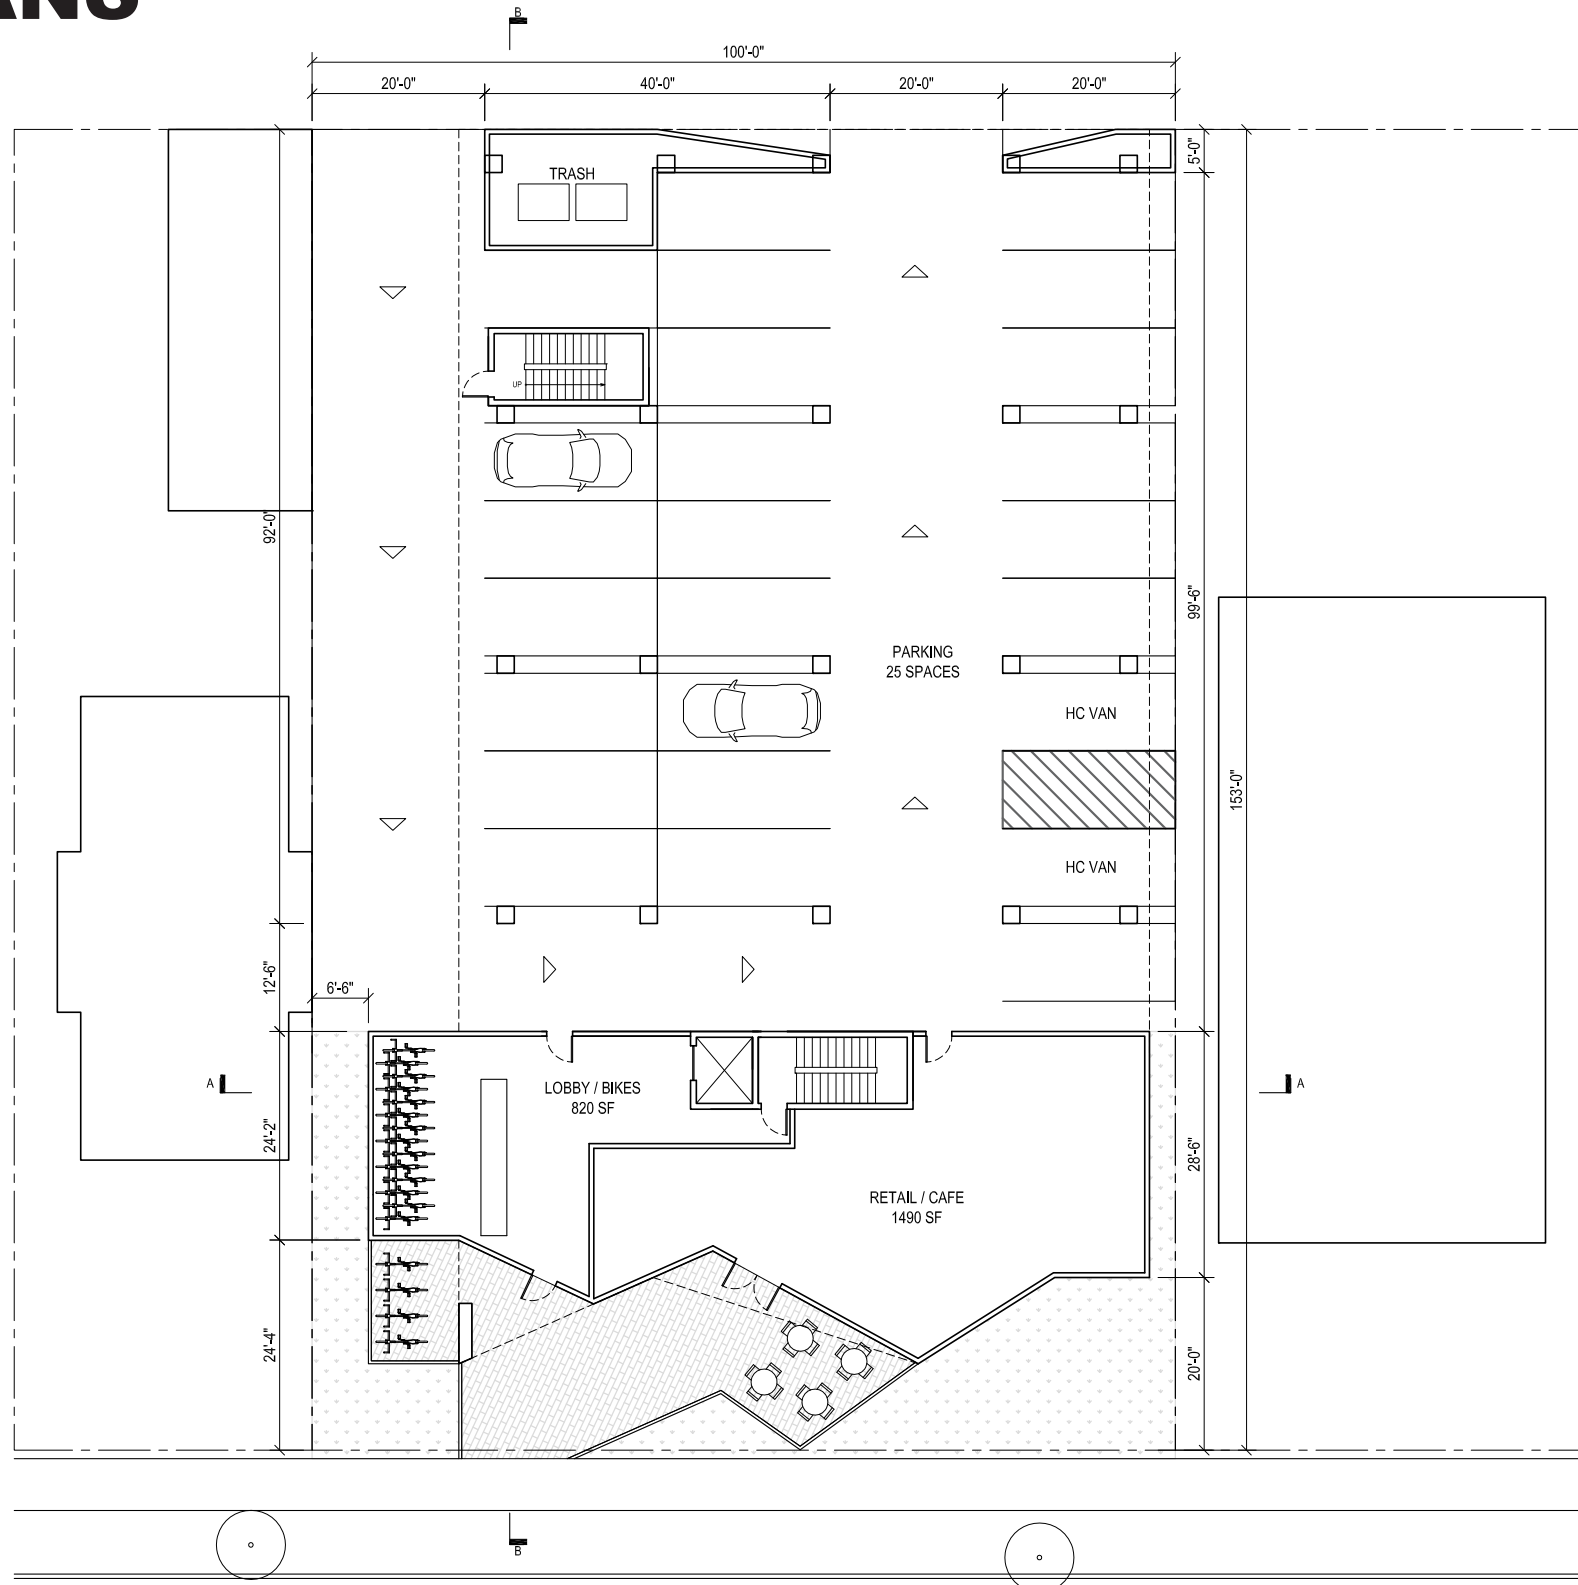 B
100'-0"
20'-0"
40'-0"
20'-0"
20'-0"
5'-0"
TRASH
UP
92'-0"
99'-6"
PARKING
25 SPACES
HC VAN
153'-0"
HC VAN
12'-6"
6'-6"
A
LOBBY / BIKES
820 SF
A
24'-2"
28'-6"
RETAIL / CAFE
1490 SF
24'-4"
20'-0"
B